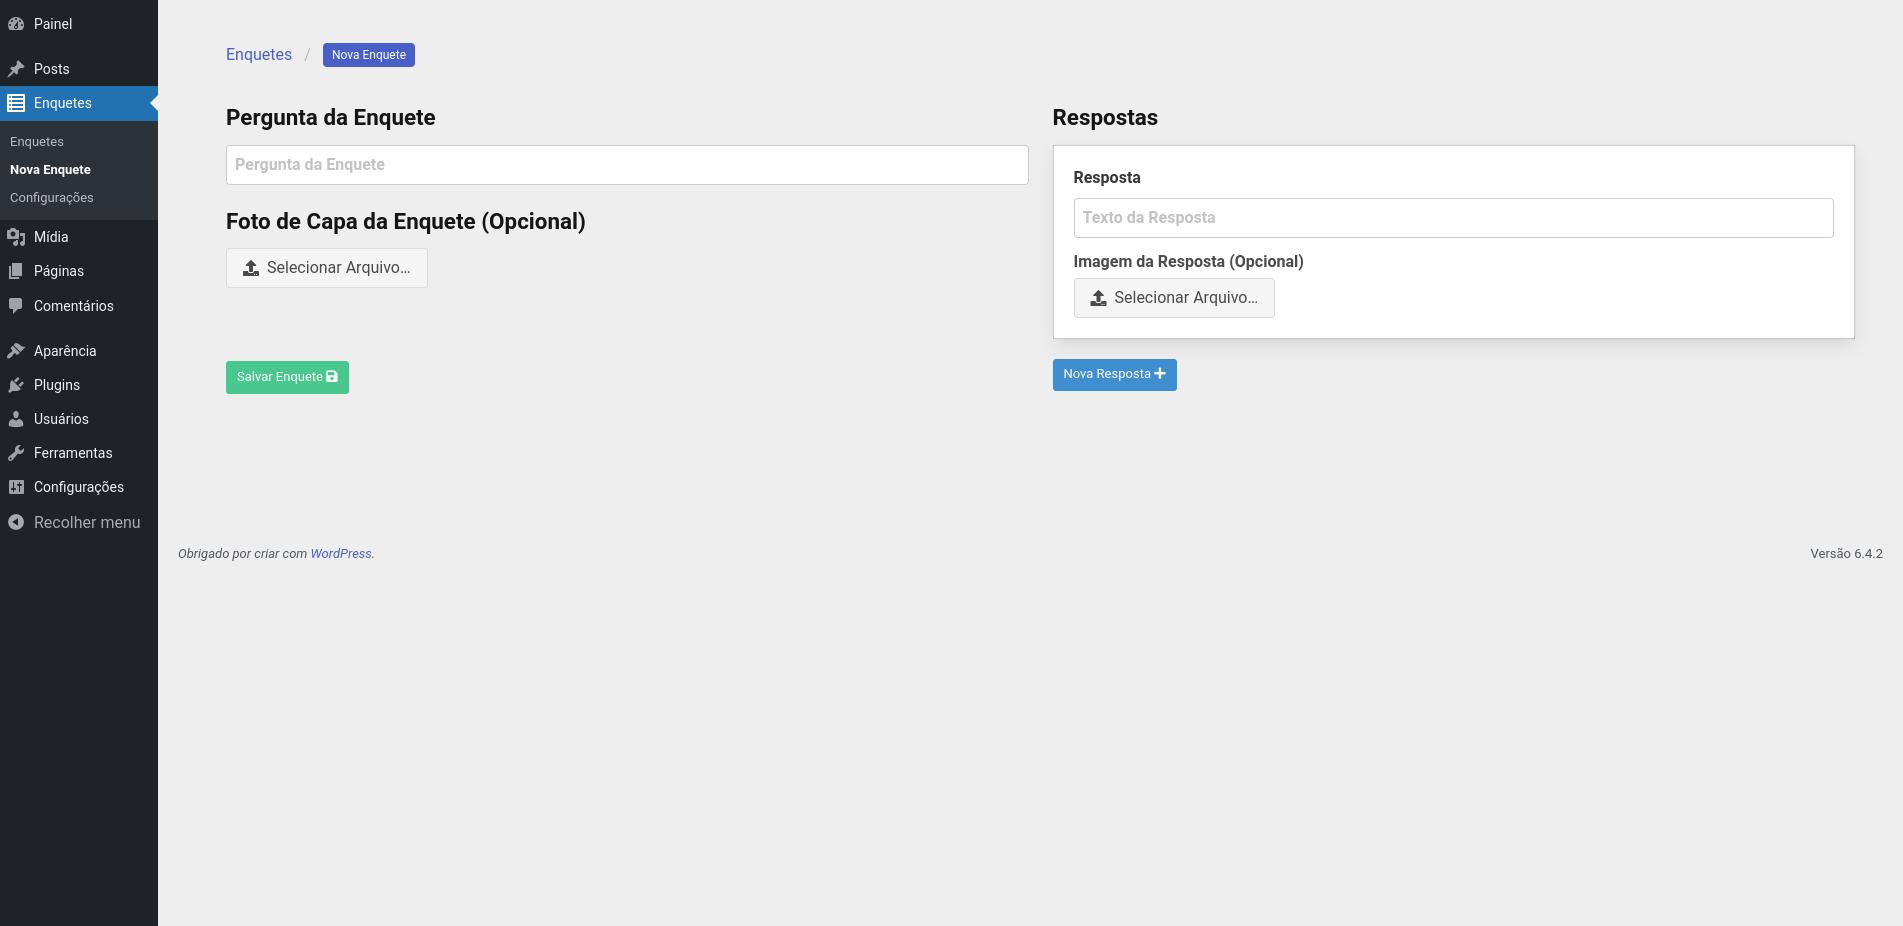 Painel
Posts
Enquetes
Enquetes
Nova Enquete
Configurações
Mídia
Páginas
Comentários
Aparência
Plugins
Usuários
Ferramentas
Configurações
Recolher menu
Enquetes / Nova Enquete
Pergunta da Enquete
Pergunta da Enquete
Foto de Capa da Enquete (Opcional)
Selecionar Arquivo...
Salvar Enquete
Respostas
Resposta
Texto da Resposta
Imagem da Resposta (Opcional)
Selecionar Arquivo...
Nova Resposta
Obrigado por criar com WordPress.
Versão 6.4.2